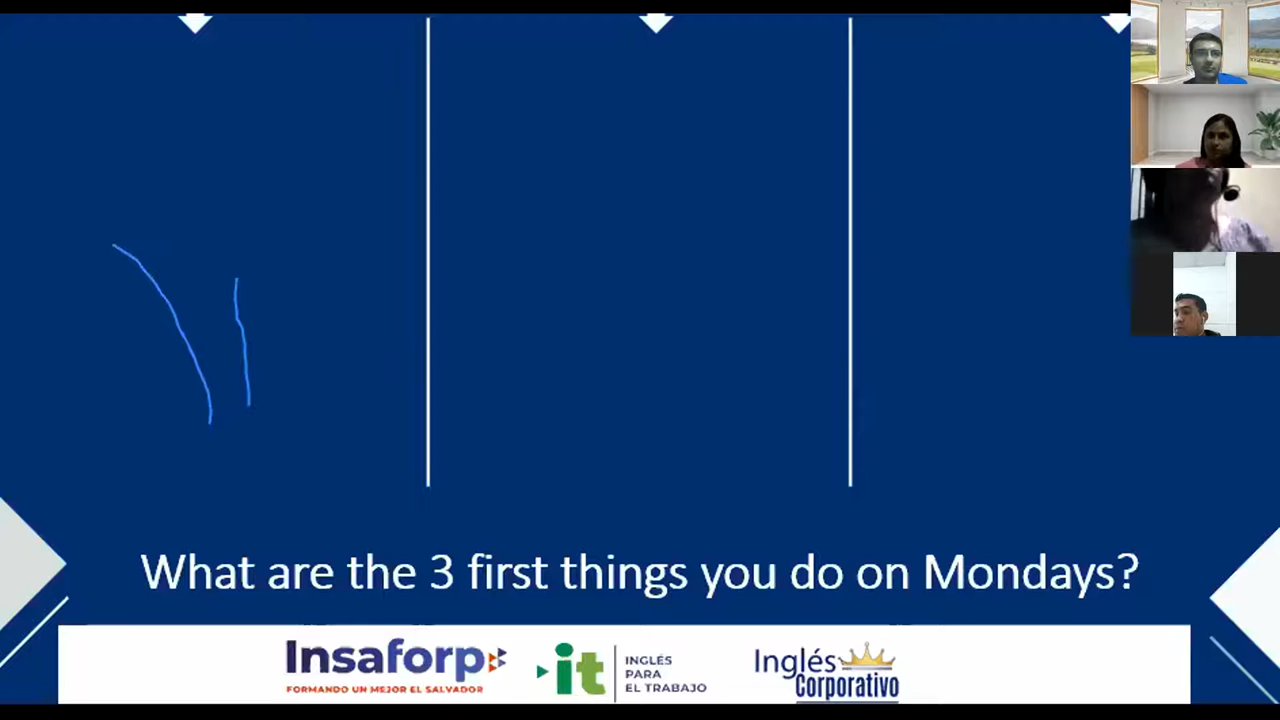 What are the 3 first things you do on Mondays?
Insaforp
FORMANDO UN MEJOR EL SALVADOR
it
INGLÉS
PARA
EL TRABAJO
Inglés
Corporativo